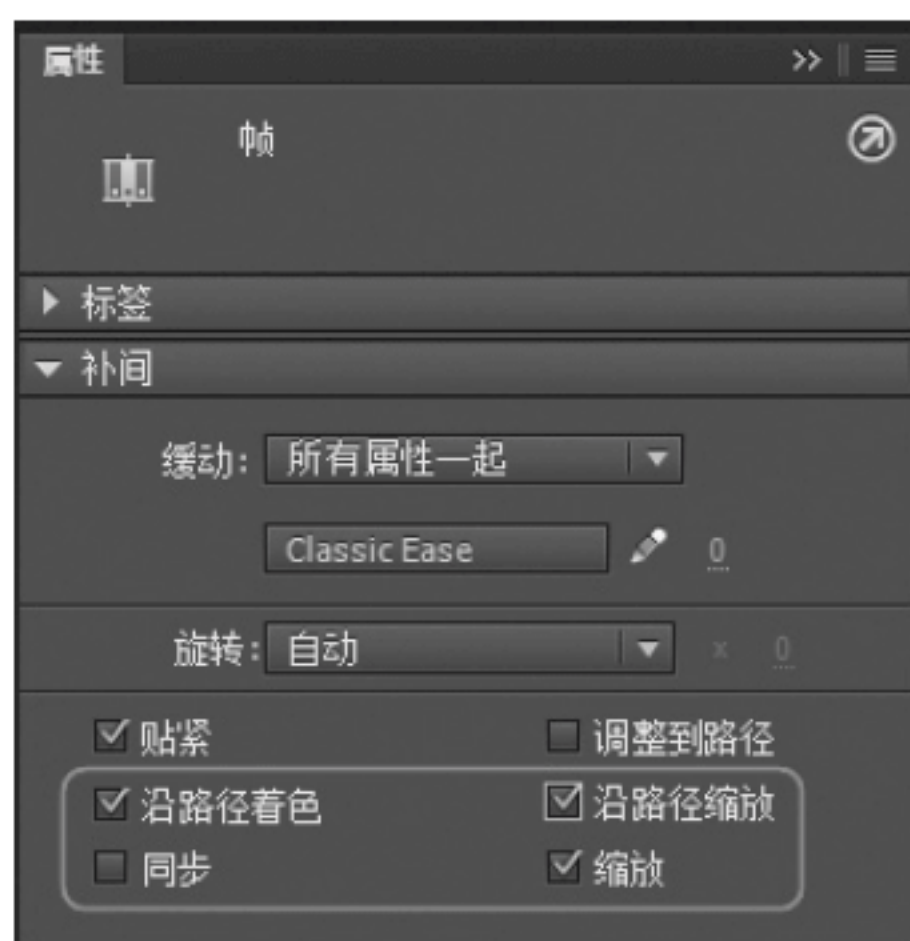 属性
帧
标签
补间
缓动: 所有属性一起
Classic Ease 0
旋转: 自动 x 0
贴紧 调整到路径
沿路径着色 沿路径缩放
同步 缩放